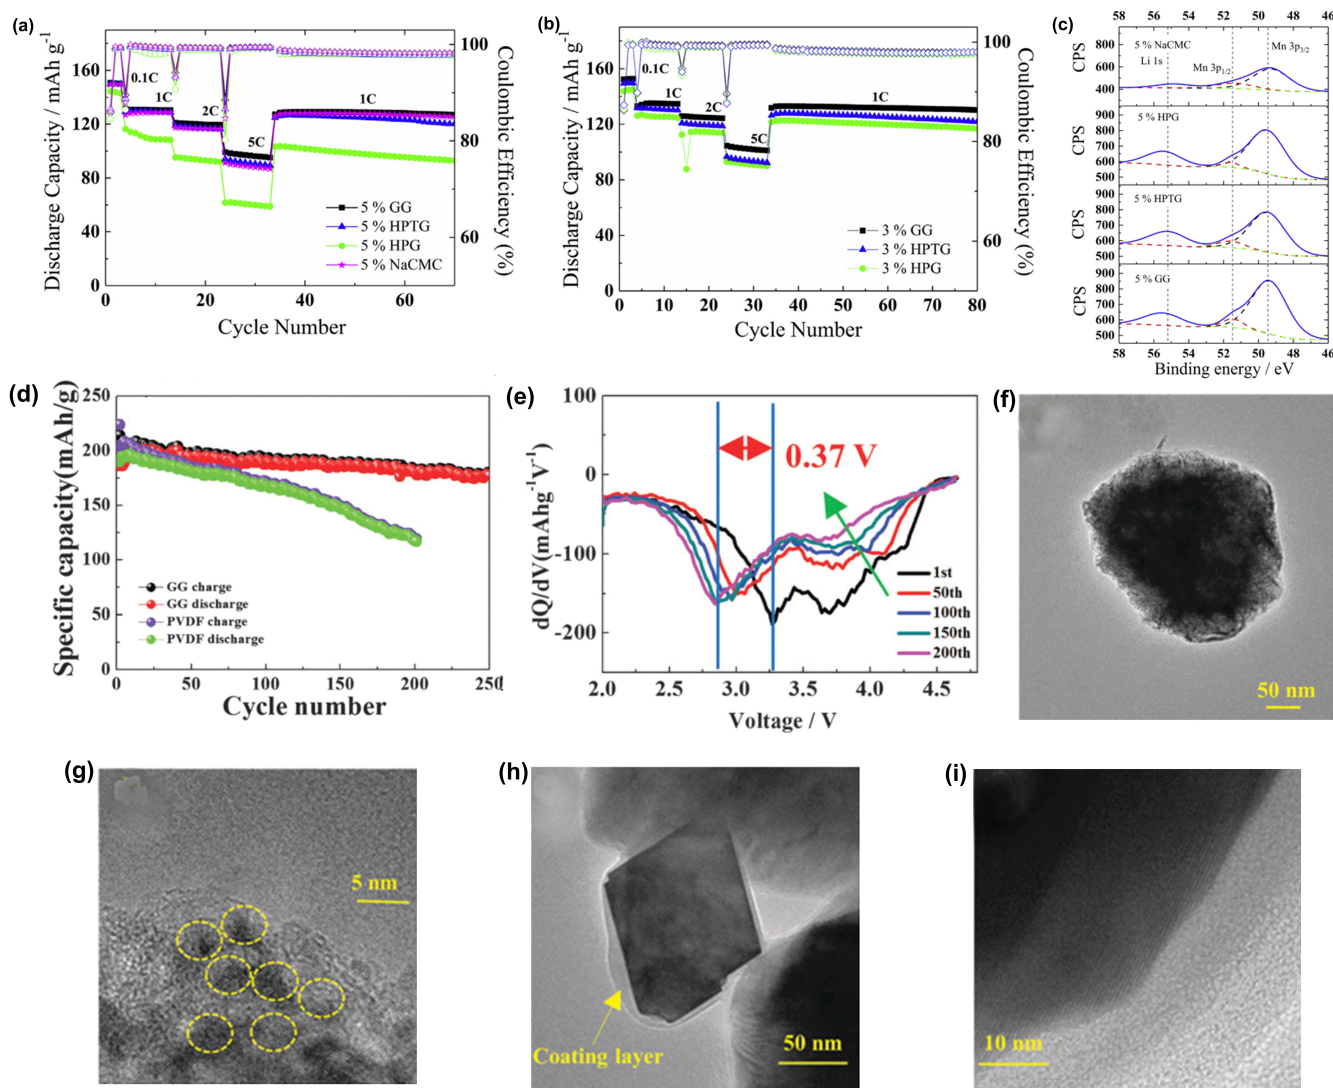 (a)
Discharge Capacity / mAh g⁻¹
160
120
80
40
0
0
20
40
60
Cycle Number
100
80
60
Coulombic Efficiency (%)
0.1C
1C
2C
5C
1C
5 % GG
5 % HPTG
5 % HPG
5 % NaCMC
(b)
Discharge Capacity / mAh g⁻¹
160
120
80
40
0
0
10
20
30
40
50
60
70
80
Cycle Number
100
80
60
Coulombic Efficiency (%)
0.1C
1C
2C
5C
1C
3 % GG
3 % HPTG
3 % HPG
(c)
58 56 54 52 50 48 46
CPS
800
600
400
5 % NaCMC
Li 1s
Mn 3p1/2
Mn 3p3/2
CPS
900
800
700
600
500
5 % HPG
CPS
800
700
600
500
5 % HPTG
CPS
900
800
700
600
500
5 % GG
58 56 54 52 50 48 46
Binding energy / eV
(d)
Specific capacity(mAh/g)
250
200
175
125
100
50
0
0 50 100 150 200 250
Cycle number
GG charge
GG discharge
PVDF charge
PVDF discharge
(e)
dQ/dV(mAhg⁻¹V⁻¹)
100
0
-100
-200
2.0 2.5 3.0 3.5 4.0 4.5
Voltage / V
0.37 V
1st
50th
100th
150th
200th
(f)
50 nm
(g)
5 nm
(h)
Coating layer
50 nm
(i)
10 nm